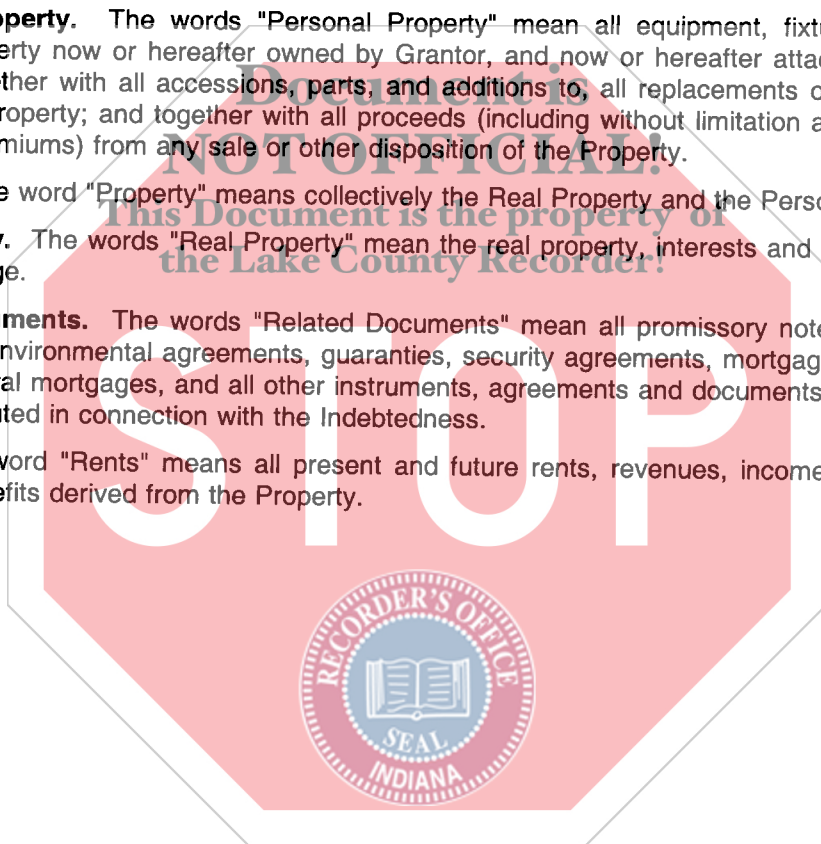 operty. The words "Personal Property" mean all equipment, fixtu
erty now or hereafter owned by Grantor, and now or hereafter attac
ther with all accessions, parts, and additions to, all replacements o
roperty; and together with all proceeds (including without limitation a
miums) from any sale or other disposition of the Property.
e word "Property" means collectively the Real Property and the Perso
y. The words "Real Property" mean the real property, interests and
ge.
ments. The words "Related Documents" mean all promissory note
nvironmental agreements, guaranties, security agreements, mortgag
al mortgages, and all other instruments, agreements and documents
ted in connection with the Indebtedness.
word "Rents" means all present and future rents, revenues, income
efits derived from the Property.
Document is
NOT OFFICIAL!
This Document is the property of
the Lake County Recorder!
STOP
RECORDER'S OFFICE
SEAL
INDIANA